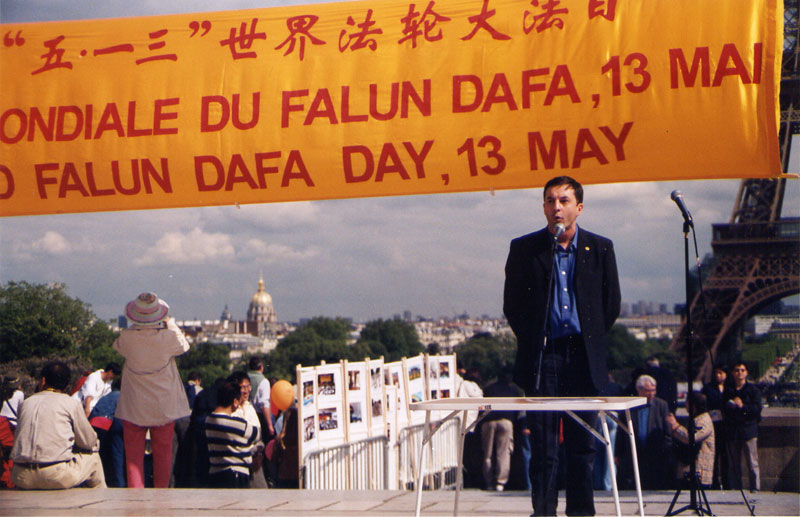 “五·一三”世界法轮大法日
ONDIALE DU FALUN DAFA, 13 MAI
D FALUN DAFA DAY, 13 MAY